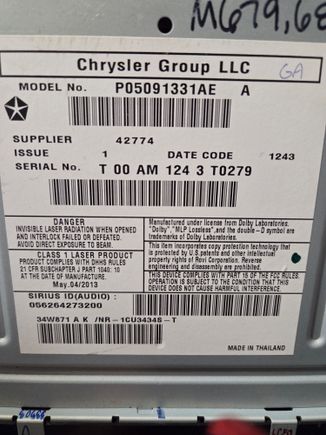 M679,68
Chrysler Group LLC
GA
MODEL No. P05091331AE A
SUPPLIER 42774
ISSUE 1 DATE CODE 1243
SERIAL No. T 00 AM 124 3 T0279
DANGER
INVISIBLE LASER RADIATION WHEN OPENED
AND INTERLOCK FAILED OR DEFEATED.
AVOID DIRECT EXPOSURE TO BEAM.
CLASS 1 LASER PRODUCT
COMPLIES WITH DHHS RULES
21 CFR SUBCHAPTER J PART 1040: 10
May.04/2013
Manufactured under license from Dolby Laboratories.
"Dolby", "MLP Lossless", and the double-D symbol are
trademarks of Dolby Laboratories.
This item incorporates copy protection technology that
is protected by U.S. patents and other intellectual
property rights of Rovi Corporation. Reverse
engineering and disassembly are prohibited.
THIS DEVICE COMPLIES WITH PART 15 OF THE FCC RULES.
OPERATION IS SUBJECT TO THE CONDITION THAT THIS
DEVICE DOES NOT CAUSE HARMFUL INTERFERENCE.
SIRIUS ID(AUDIO) :
056264273200
34W871 A K /NR-1CU3434S-T
MADE IN THAILAND